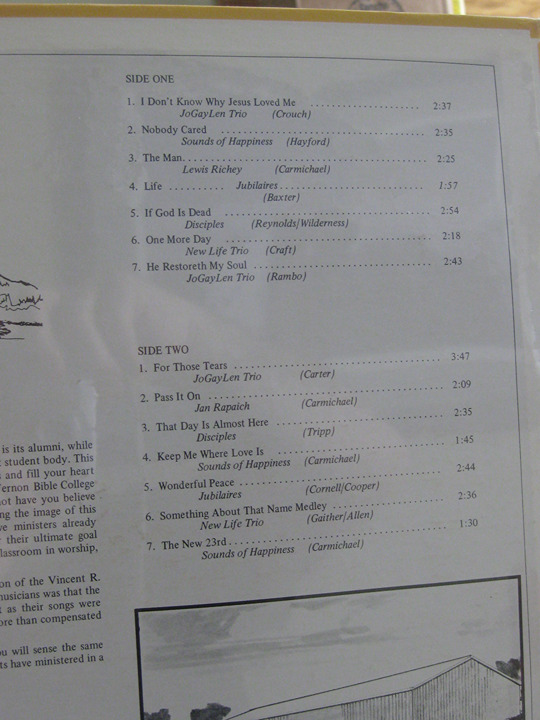 SIDE ONE
1. I Don't Know Why Jesus Loved Me .................. 2:37
JoGayLen Trio (Crouch)
2. Nobody Cared .................. 2:35
Sounds of Happiness (Hayford)
3. The Man .................. 2:25
Lewis Richey (Carmichael)
4. Life .......... Jubilaires .................. 1:57
(Baxter)
5. If God Is Dead .................. 2:54
Disciples (Reynolds/Wilderness)
6. One More Day .................. 2:18
New Life Trio (Craft)
7. He Restoreth My Soul .................. 2:43
JoGayLen Trio (Rambo)
SIDE TWO
1. For Those Tears .................. 3:47
JoGayLen Trio (Carter)
2. Pass It On .................. 2:09
Jan Rapaich (Carmichael)
3. That Day Is Almost Here .................. 2:35
Disciples (Tripp)
4. Keep Me Where Love Is .................. 1:45
Sounds of Happiness (Carmichael)
5. Wonderful Peace .................. 2:44
Jubilaires (Cornell/Cooper)
6. Something About That Name Medley .................. 2:36
New Life Trio (Gaither/Allen)
7. The New 23rd .................. 1:30
Sounds of Happiness (Carmichael)
is its alumni, while
student body. This
and fill your heart
Vernon Bible College
not have you believe
ing the image of this
ve ministers already
their ultimate goal
classroom in worship,
on of the Vincent R.
musicians was that the
as their songs were
ore than compensated
ou will sense the same
ts have ministered in a